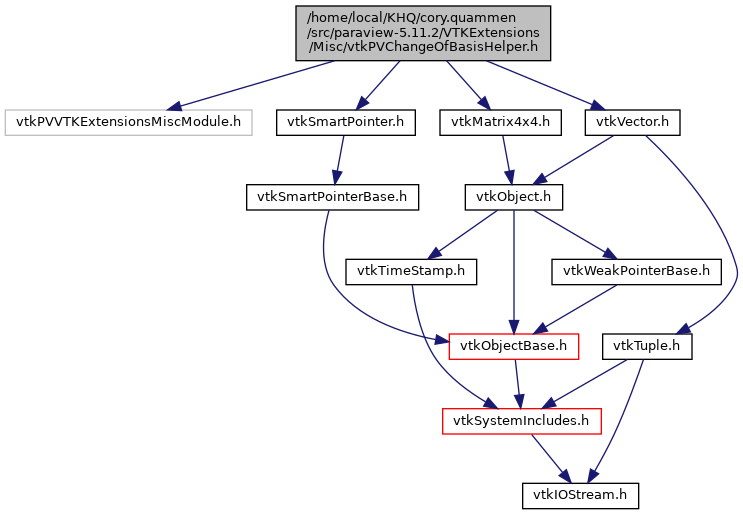 /home/local/KHQ/cory.quammen
/src/paraview-5.11.2/VTKExtensions
/Misc/vtkPVChangeOfBasisHelper.h
vtkPVVTKExtensionsMiscModule.h
vtkSmartPointer.h
vtkMatrix4x4.h
vtkVector.h
vtkSmartPointerBase.h
vtkObject.h
vtkTimeStamp.h
vtkWeakPointerBase.h
vtkObjectBase.h
vtkTuple.h
vtkSystemIncludes.h
vtkIOStream.h